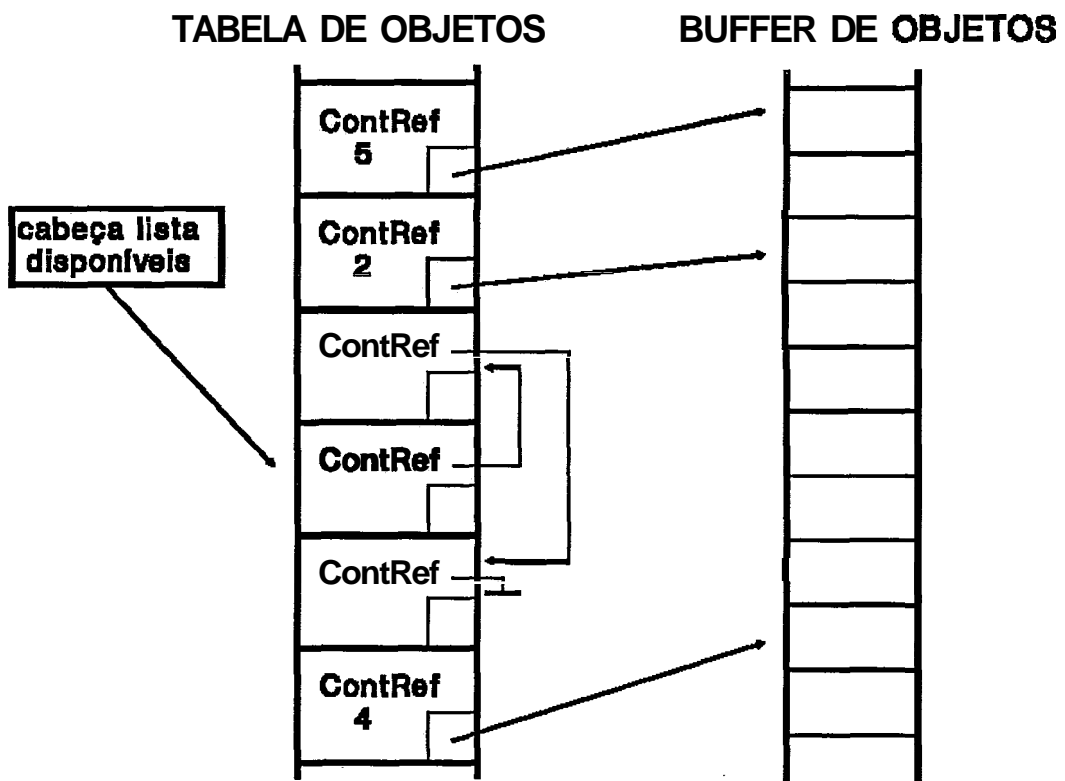 TABELA DE OBJETOS
BUFFER DE OBJETOS
ContRef
5
cabeça lista
disponíveis
ContRef
2
ContRef
ContRef
ContRef
ContRef
4